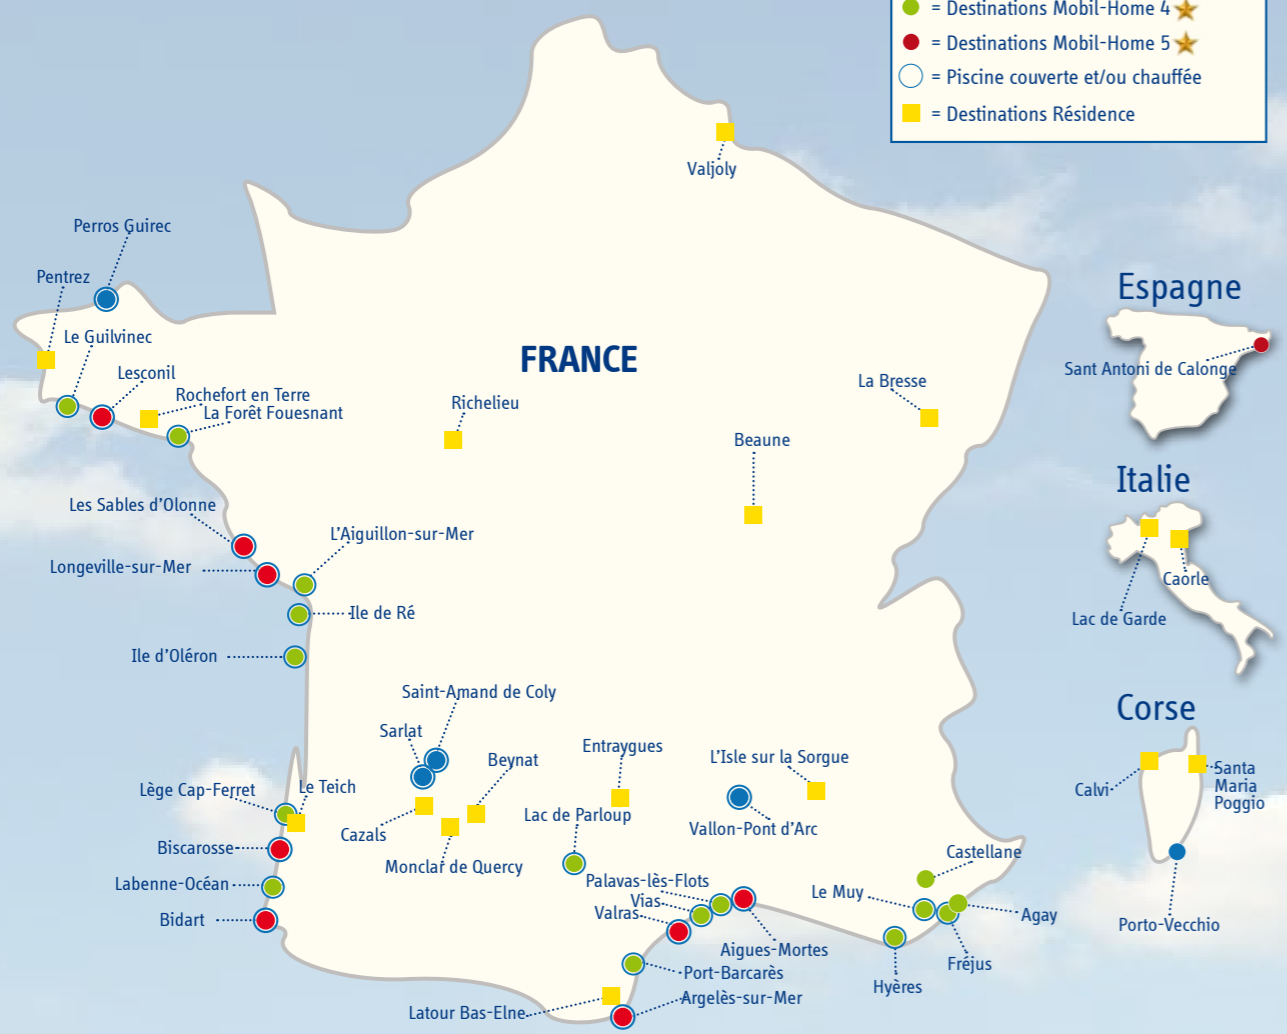 = Destinations Mobil-Home 4
= Destinations Mobil-Home 5
= Piscine couverte et/ou chauffée
= Destinations Résidence
Valjoly
Perros Guirec
Pentrez
Le Guilvinec
Lesconil
Rochefort en Terre
La Forêt Fouesnant
FRANCE
Richelieu
La Bresse
Beaune
Espagne
Sant Antoni de Calonge
Italie
Caorle
Lac de Garde
Les Sables d'Olonne
L'Aiguillon-sur-Mer
Longeville-sur-Mer
Ile de Ré
Ile d'Oléron
Saint-Amand de Coly
Sarlat
Beynat
Entraygues
L'Isle sur la Sorgue
Corse
Calvi
Santa
Maria
Poggio
Porto-Vecchio
Lège Cap-Ferret
Le Teich
Cazals
Lac de Parloup
Vallon-Pont d'Arc
Biscarosse
Monclar de Quercy
Castellane
Labenne-Océan
Palavas-lès-Flots
Le Muy
Vias
Valras
Agay
Bidart
Aigues-Mortes
Fréjus
Port-Barcarès
Hyères
Argelès-sur-Mer
Latour Bas-Elne